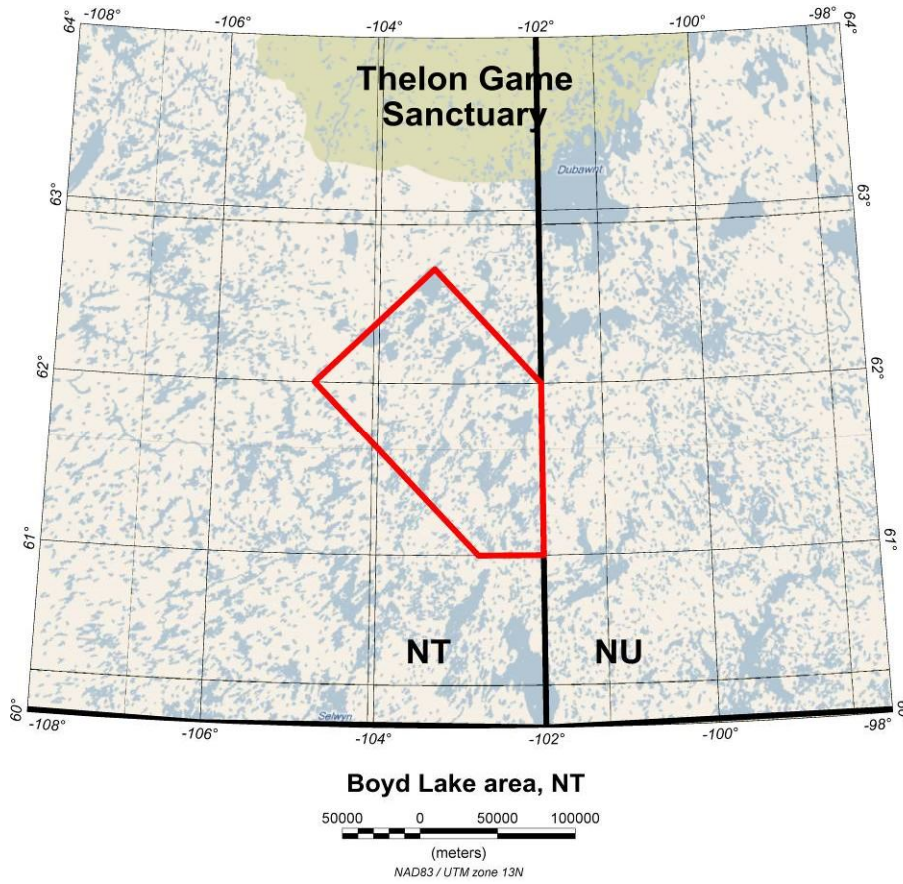 -108°
-106°
-104°
-102°
-100°
-98°
64°
64°
Thelon Game
Sanctuary
Dubawnt
63°
63°
62°
62°
61°
61°
NT
NU
60°
60
Selwyn
-108°
-106°
-104°
-102°
-100°
-98°
Boyd Lake area, NT
50000 0 50000 100000
(meters)
NAD83 / UTM zone 13N